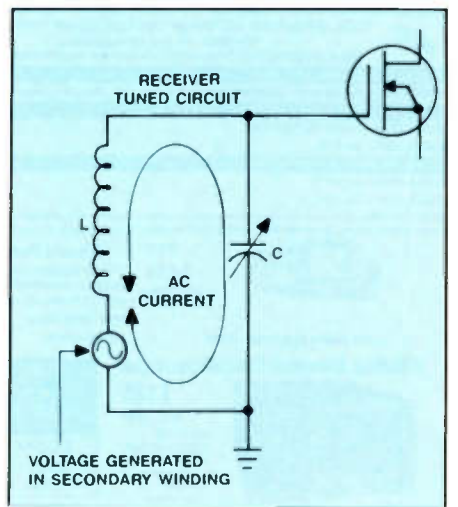 RECEIVER
TUNED CIRCUIT
L
C
AC
CURRENT
VOLTAGE GENERATED
IN SECONDARY WINDING